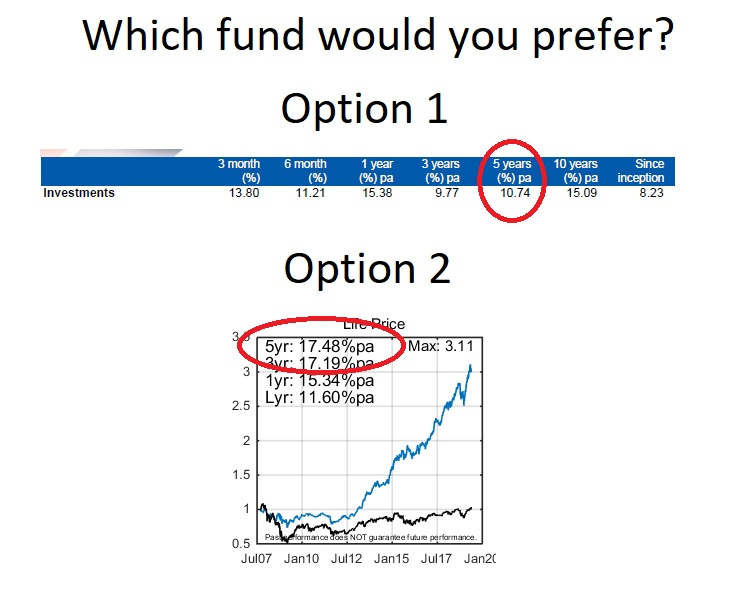 Which fund would you prefer?
Option 1
3 month 6 month 1 year 3 years 5 years 10 years Since
(%) (%) (%) pa (%) pa (%) pa (%) pa inception
Investments 13.80 11.21 15.38 9.77 10.74 15.09 8.23
Option 2
Life Price
5yr: 17.48%pa Max: 3.11
3yr: 17.19%pa
3
1yr: 15.34%pa
Lyr: 11.60%pa
2.5
2
1.5
1
Past performance does NOT guarantee future performance.
0.5
Jul07 Jan10 Jul12 Jan15 Jul17 Jan20